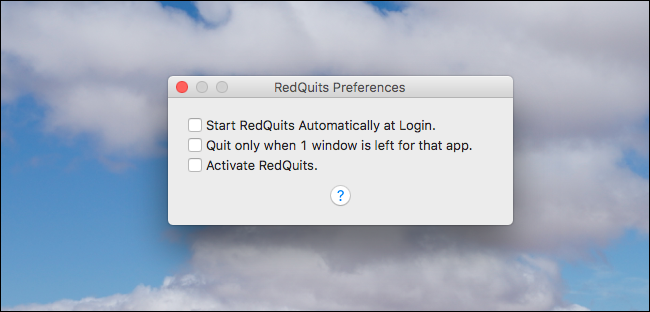 RedQuits Preferences
Start RedQuits Automatically at Login.
Quit only when 1 window is left for that app.
Activate RedQuits.
?